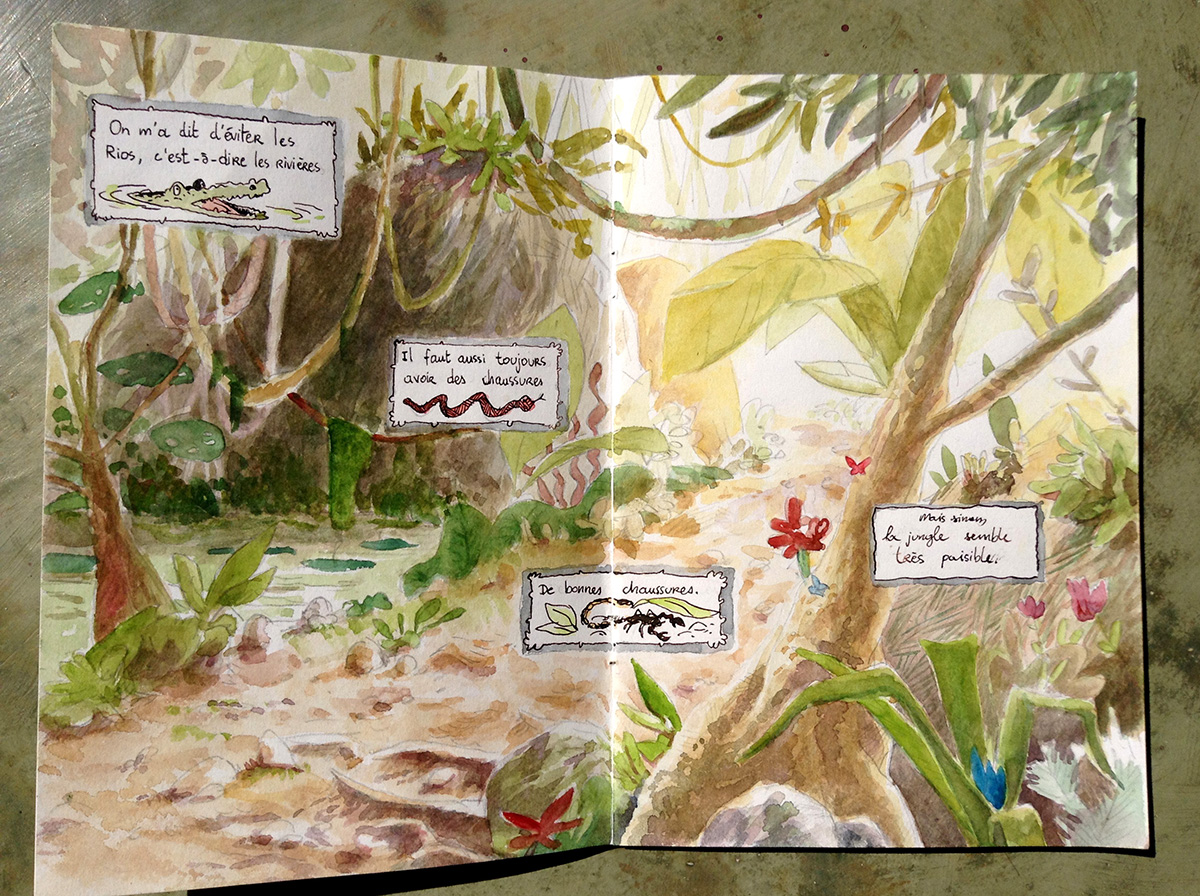 On m'a dit d'éviter les
Rios, c'est-à-dire les rivières
Il faut aussi toujours
avoir des chaussures
De bonnes chaussures.
Mais sinon,
la jungle semble
très paisible.